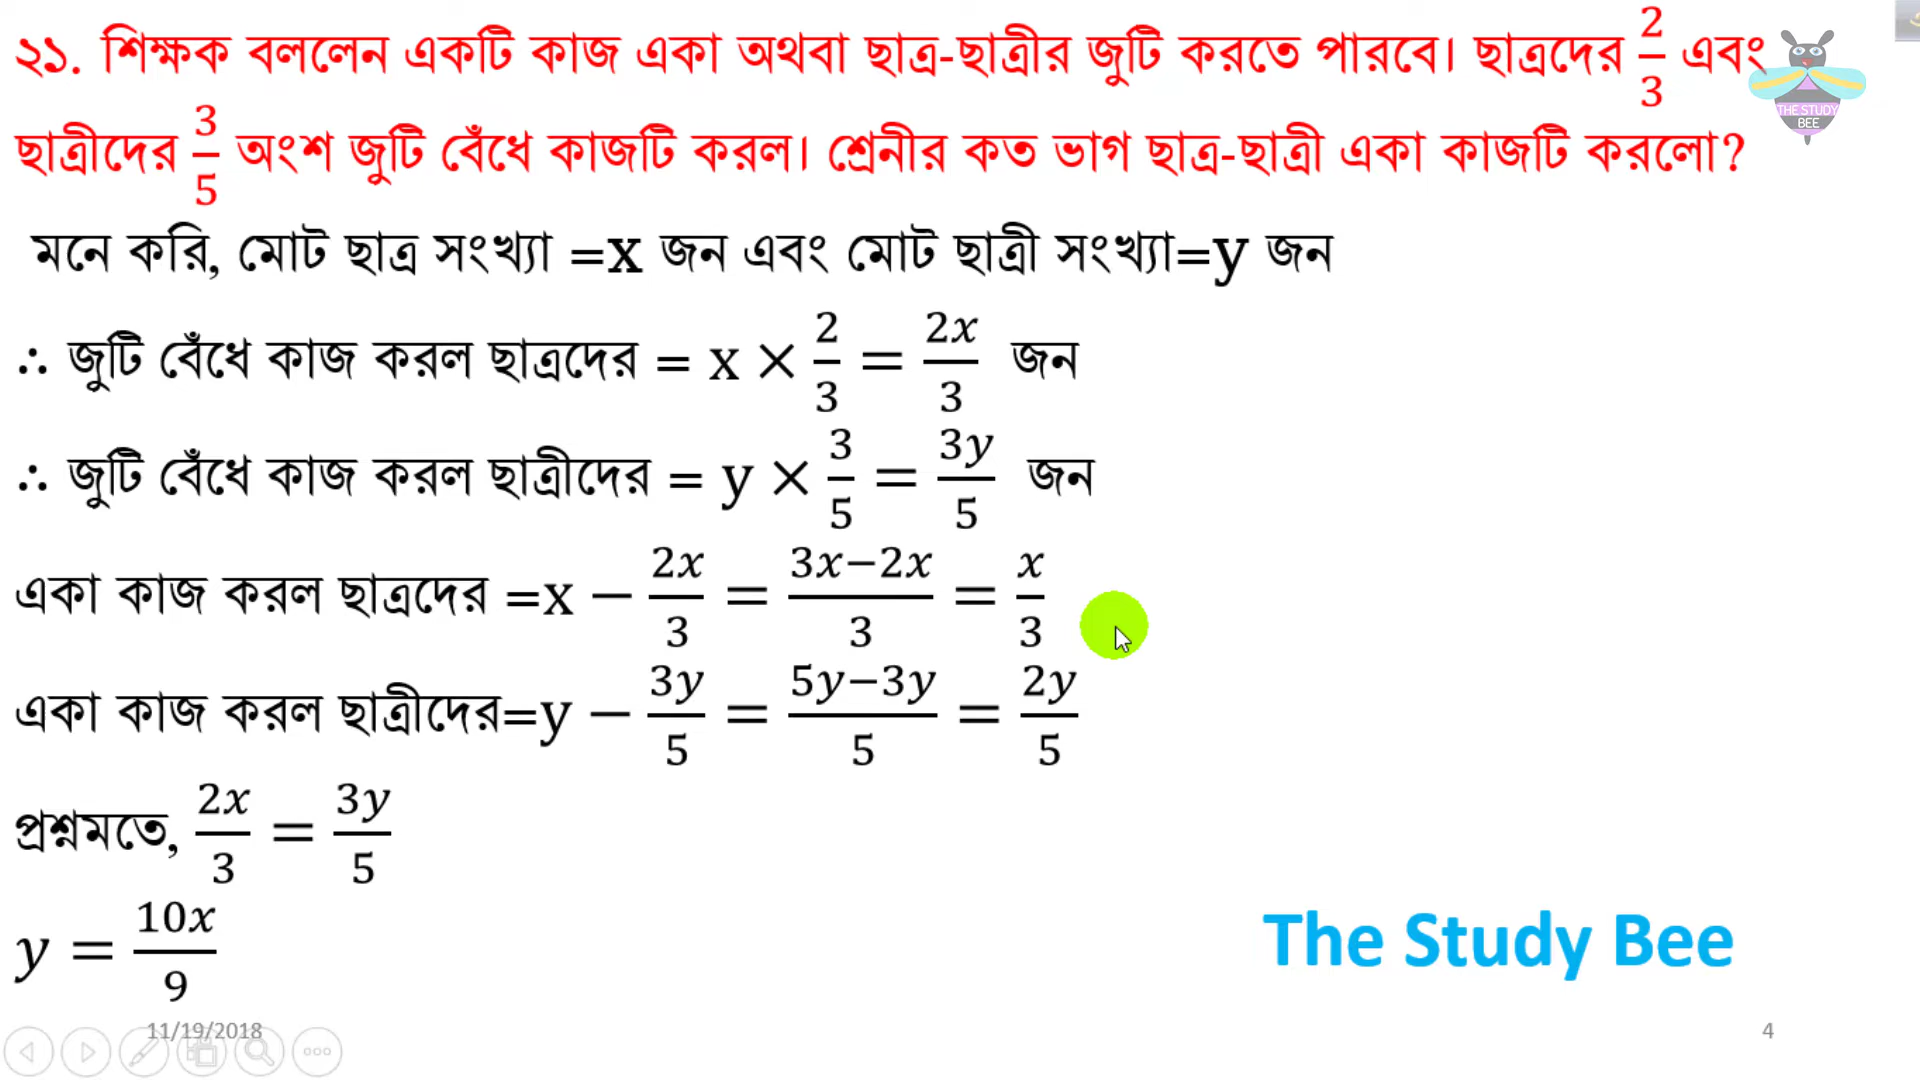 ২১. শিক্ষক বললেন একটি কাজ একা অথবা ছাত্র-ছাত্রীর জুটি করতে পারবে। ছাত্রদের 2/3 এবং
ছাত্রীদের 3/5 অংশ জুটি বেঁধে কাজটি করল। শ্রেনীর কত ভাগ ছাত্র-ছাত্রী একা কাজটি করলো?
THE STUDY
BEE
মনে করি, মোট ছাত্র সংখ্যা =x জন এবং মোট ছাত্রী সংখ্যা=y জন
∴ জুটি বেঁধে কাজ করল ছাত্রদের = x × 2/3 = 2x/3 জন
∴ জুটি বেঁধে কাজ করল ছাত্রীদের = y × 3/5 = 3y/5 জন
একা কাজ করল ছাত্রদের =x − 2x/3 = (3x−2x)/3 = x/3
একা কাজ করল ছাত্রীদের=y − 3y/5 = (5y−3y)/5 = 2y/5
প্রশ্নমতে, 2x/3 = 3y/5
y = 10x/9
The Study Bee
11/19/2018
4